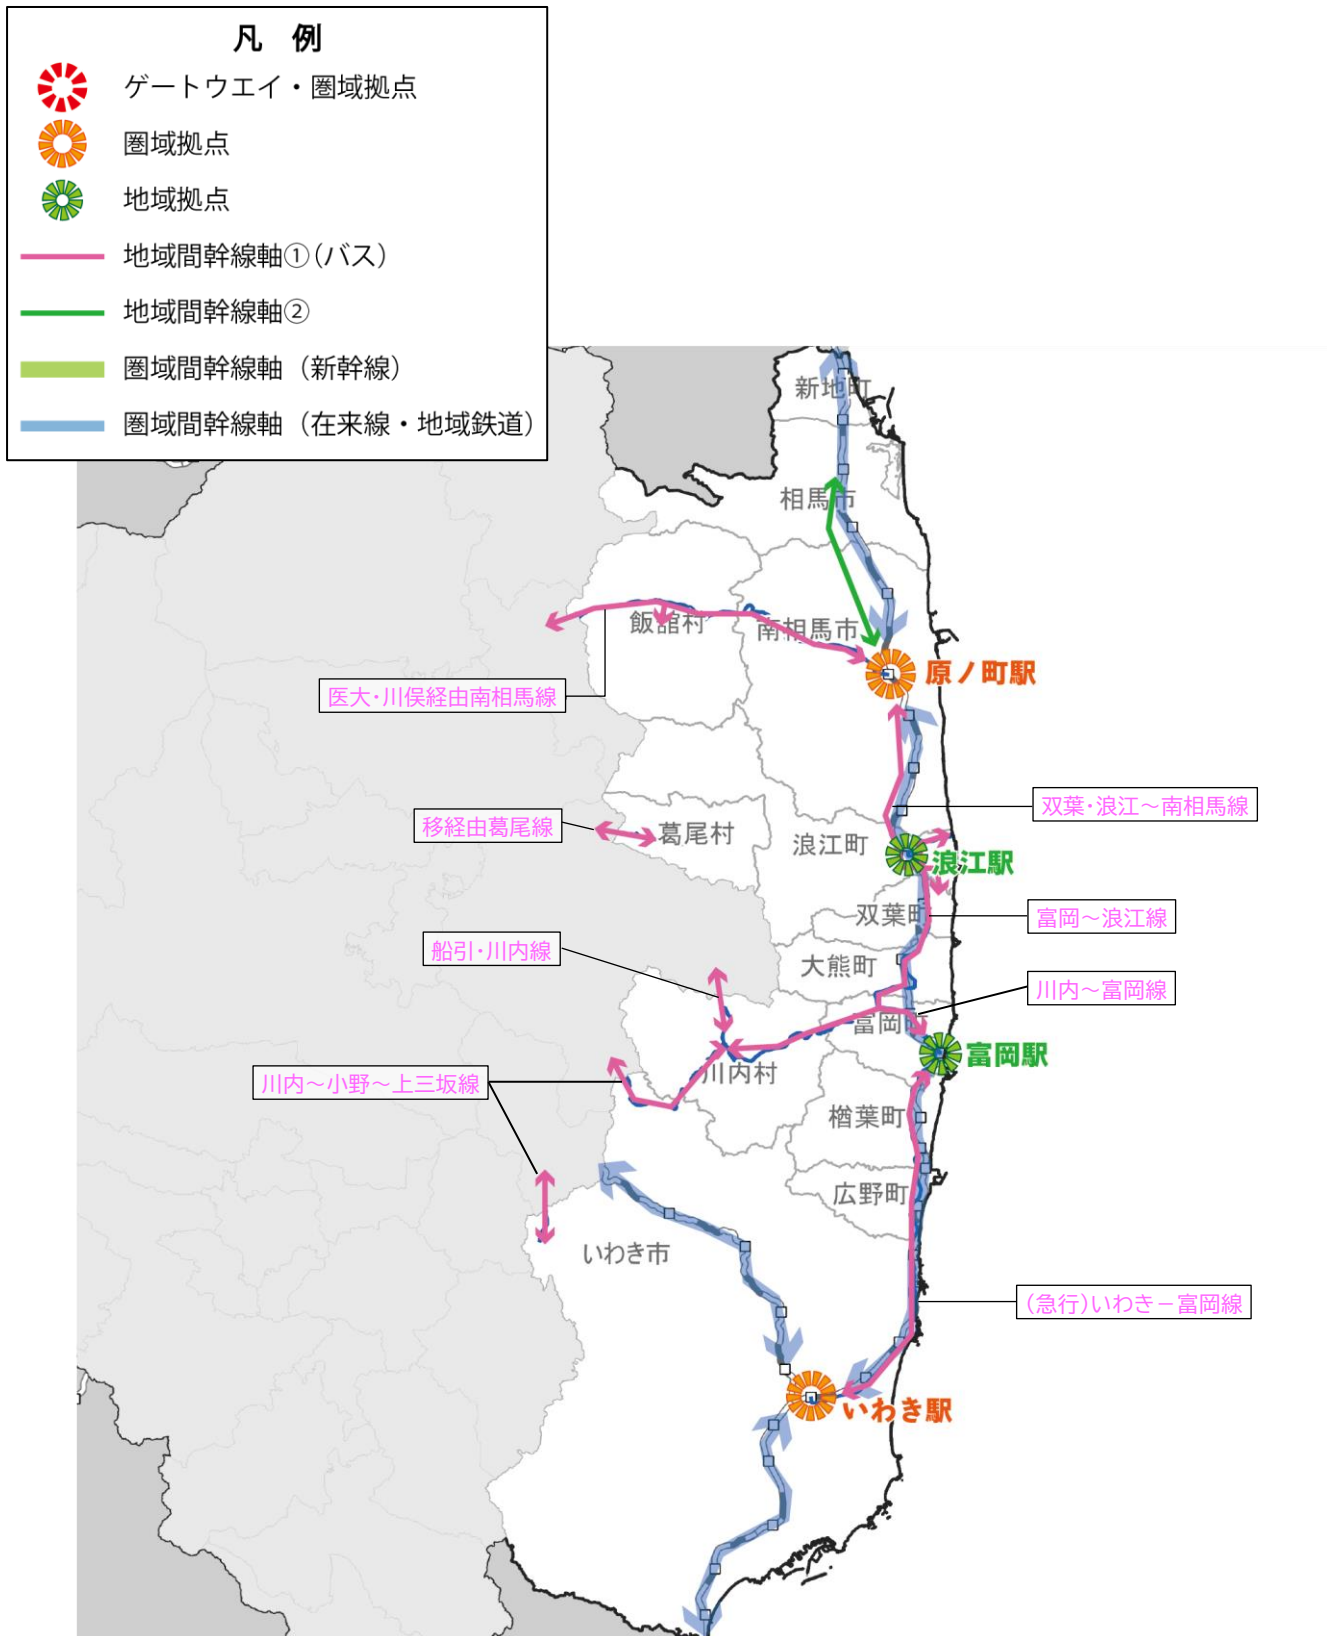 凡 例
ゲートウエイ・圏域拠点
圏域拠点
地域拠点
地域間幹線軸①(バス)
地域間幹線軸②
圏域間幹線軸（新幹線）
圏域間幹線軸（在来線・地域鉄道）
新地町
相馬市
飯舘村
南相馬市
原ノ町駅
医大・川俣経由南相馬線
双葉・浪江～南相馬線
移経由葛尾線
葛尾村
浪江町
浪江駅
双葉町
富岡～浪江線
船引・川内線
大熊町
川内～富岡線
富岡町
富岡駅
川内村
川内～小野～上三坂線
楢葉町
広野町
いわき市
(急行)いわき－富岡線
いわき駅